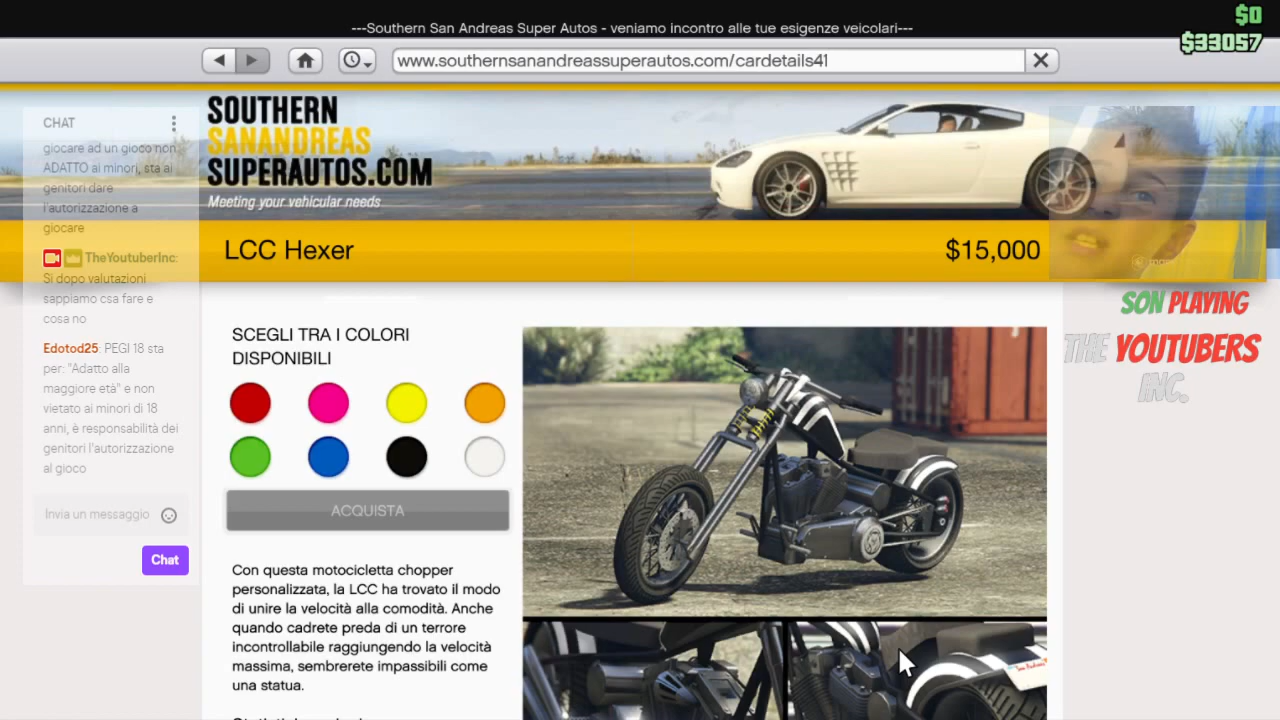 ---Southern San Andreas Super Autos - veniamo incontro alle tue esigenze veicolari---
$0
$33057
www.southernsanandreassuperautos.com/cardetails41
SOUTHERN
SANANDREAS
SUPERAUTOS.COM
Meeting your vehicular needs
CHAT
giocare ad un gioco non
ADATTO ai minori, sta ai
genitori dare
l'autorizzazione a
giocare
TheYoutuberInc:
Si dopo valutazioni
sappiamo csa fare e
cosa no
Edotod25: PEGI 18 sta
per: "Adatto alla
maggiore età" e non
vietato ai minori di 18
anni, è responsabilità dei
genitori l'autorizzazione
al gioco
Invia un messaggio
Chat
LCC Hexer
$15,000
SON PLAYING
THE YOUTUBERS
INC.
SCEGLI TRA I COLORI
DISPONIBILI
ACQUISTA
Con questa motocicletta chopper
personalizzata, la LCC ha trovato il modo
di unire la velocità alla comodità. Anche
quando cadrete preda di un terrore
incontrollabile raggiungendo la velocità
massima, sembrerete impassibili come
una statua.